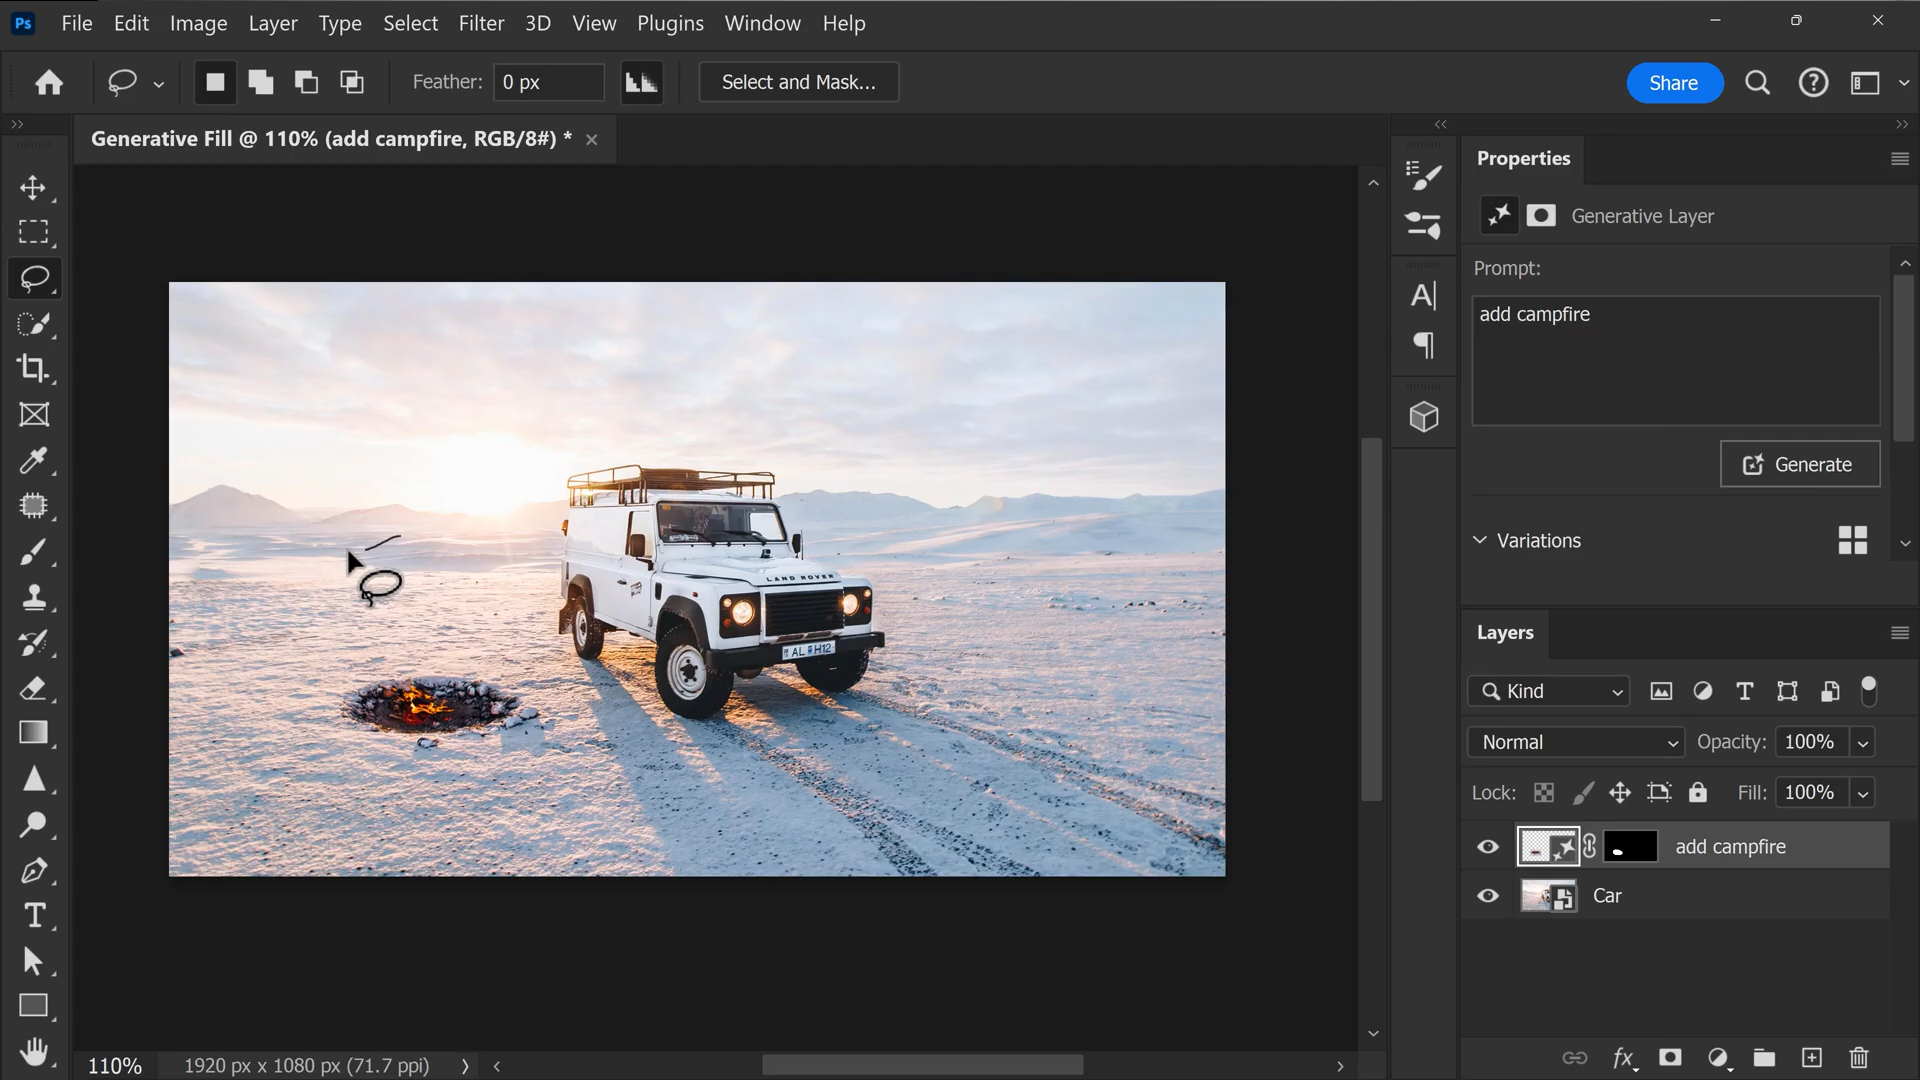 Ps File Edit Image Layer Type Select Filter 3D View Plugins Window Help
Feather: 0 px Select and Mask... Share
Generative Fill @ 110% (add campfire, RGB/8#) *
Properties
Generative Layer
Prompt:
add campfire
Generate
Variations
LAND ROVER
Layers
Kind
Normal Opacity: 100%
Lock: Fill: 100%
add campfire
Car
110% 1920 px x 1080 px (71.7 ppi)
fx